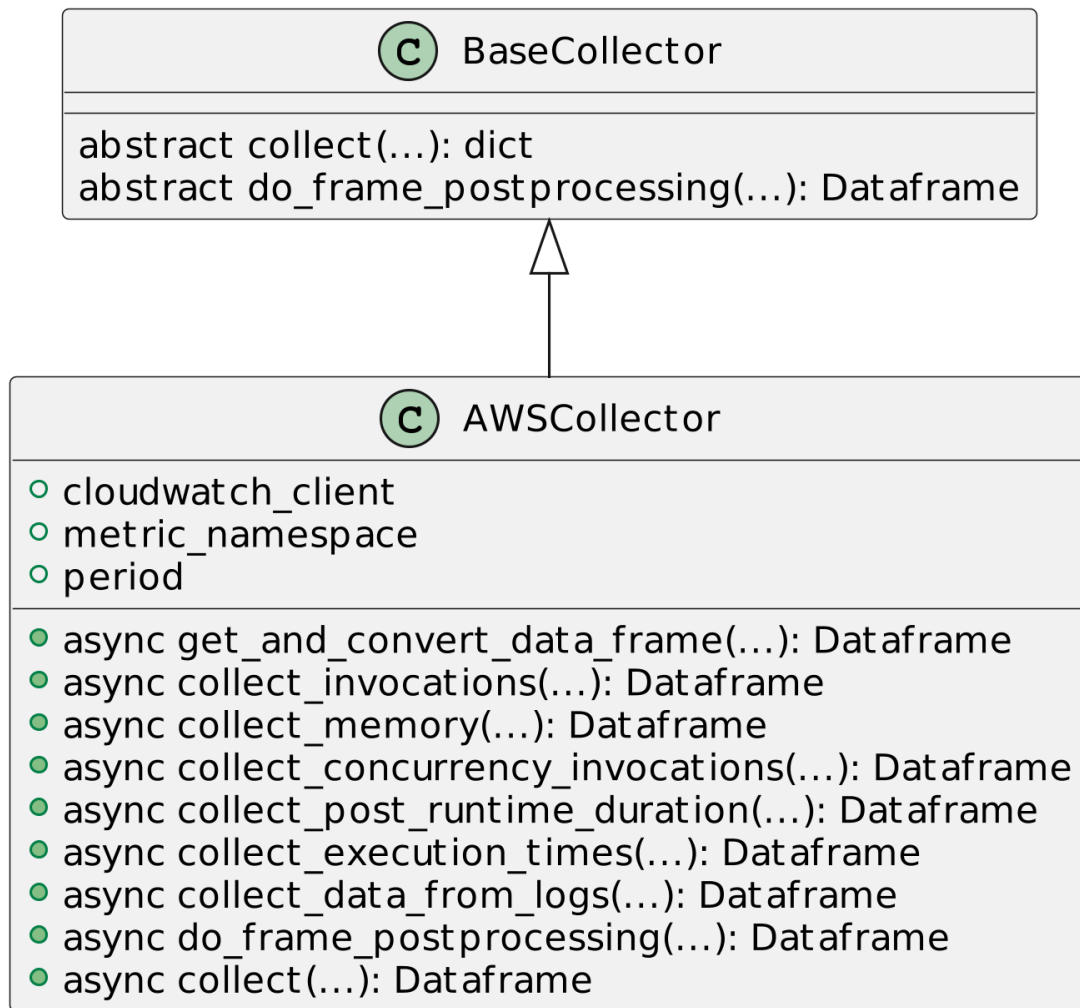 C BaseCollector
abstract collect(...): dict
abstract do_frame_postprocessing(...): Dataframe
C AWSCollector
cloudwatch_client
metric_namespace
period
async get_and_convert_data_frame(...): Dataframe
async collect_invocations(...): Dataframe
async collect_memory(...): Dataframe
async collect_concurrency_invocations(...): Dataframe
async collect_post_runtime_duration(...): Dataframe
async collect_execution_times(...): Dataframe
async collect_data_from_logs(...): Dataframe
async do_frame_postprocessing(...): Dataframe
async collect(...): Dataframe